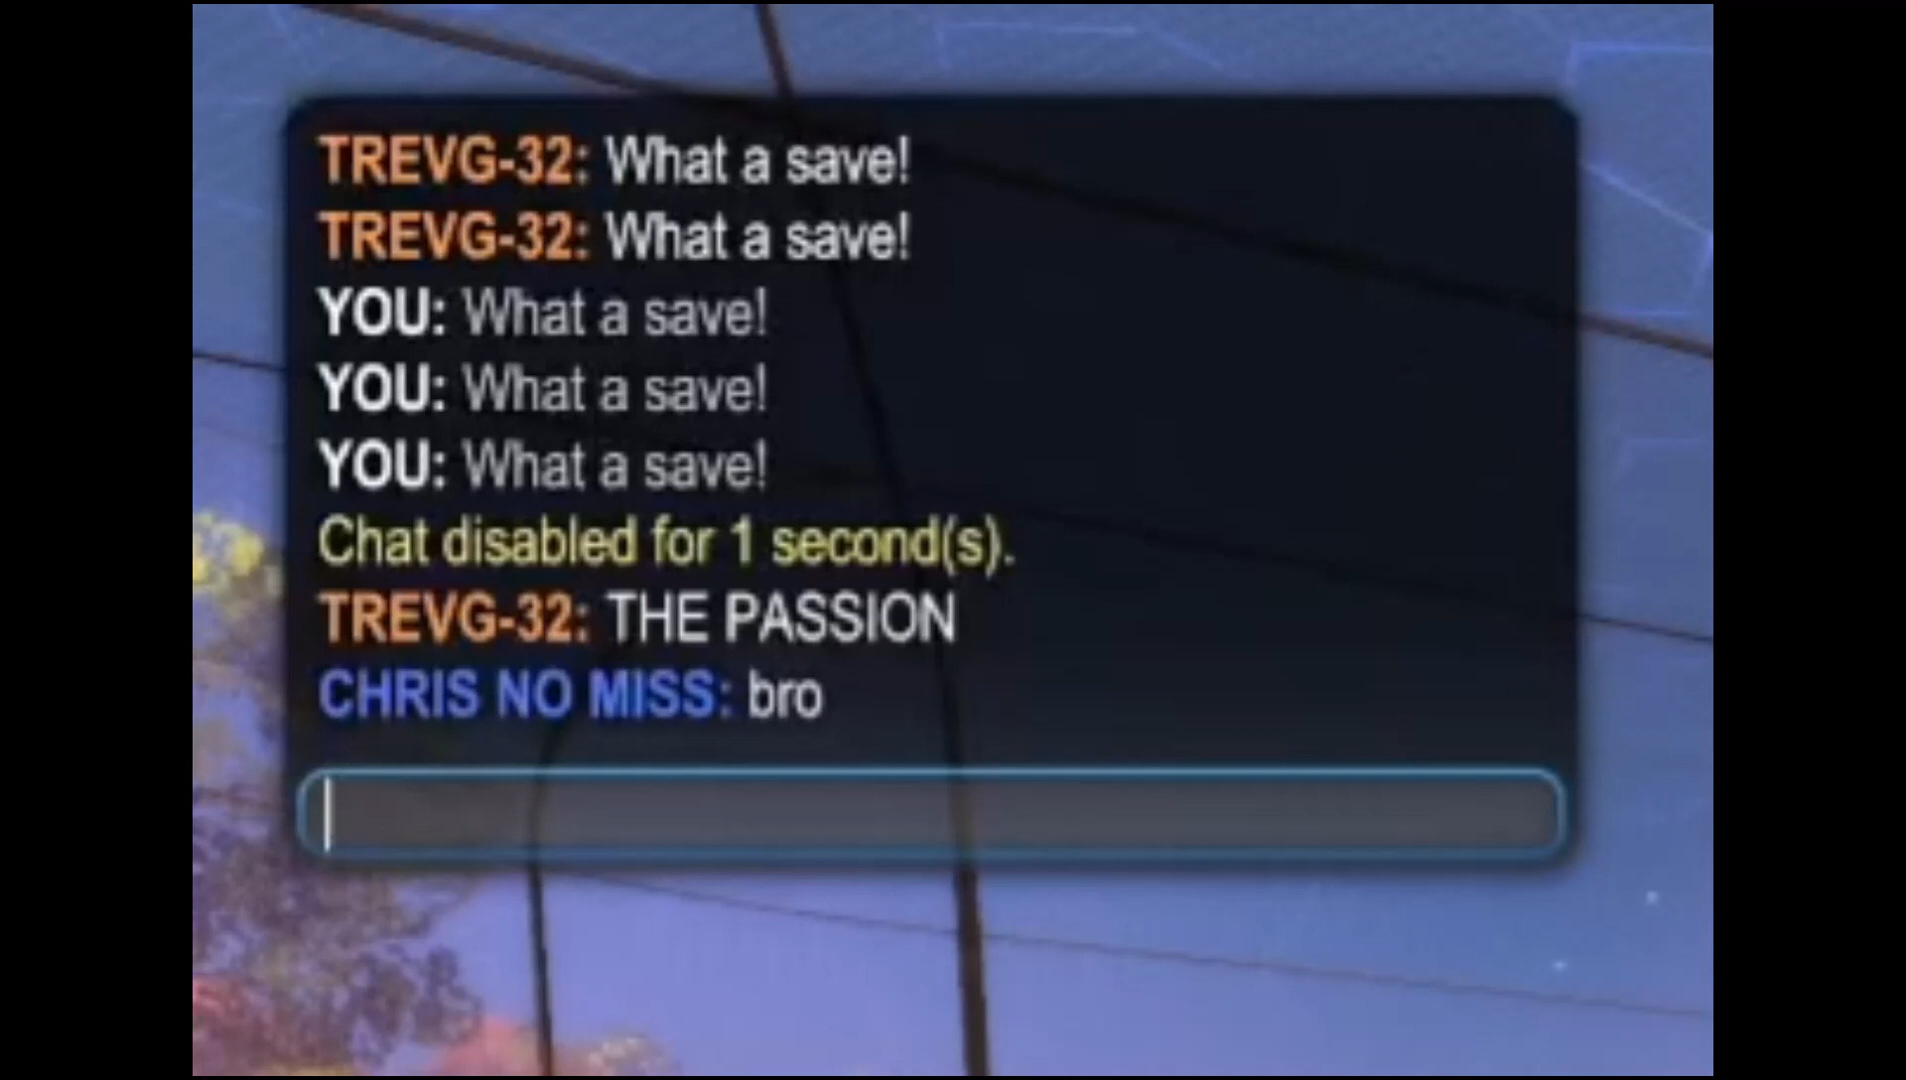 TREVG-32: What a save!
TREVG-32: What a save!
YOU: What a save!
YOU: What a save!
YOU: What a save!
Chat disabled for 1 second(s).
TREVG-32: THE PASSION
CHRIS NO MISS: bro